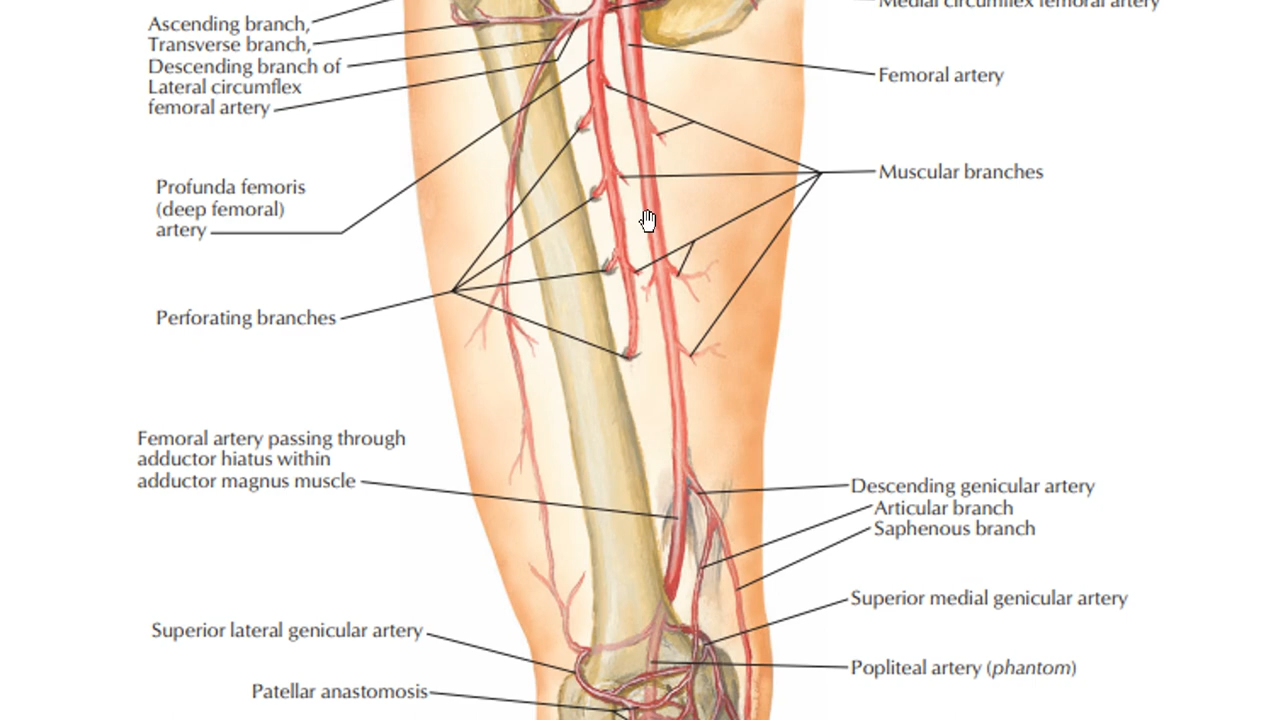 Medial circumflex femoral artery
Ascending branch,
Transverse branch,
Descending branch of
Lateral circumflex
femoral artery
Femoral artery
Muscular branches
Profunda femoris
(deep femoral)
artery
Perforating branches
Femoral artery passing through
adductor hiatus within
adductor magnus muscle
Descending genicular artery
Articular branch
Saphenous branch
Superior medial genicular artery
Superior lateral genicular artery
Popliteal artery (phantom)
Patellar anastomosis